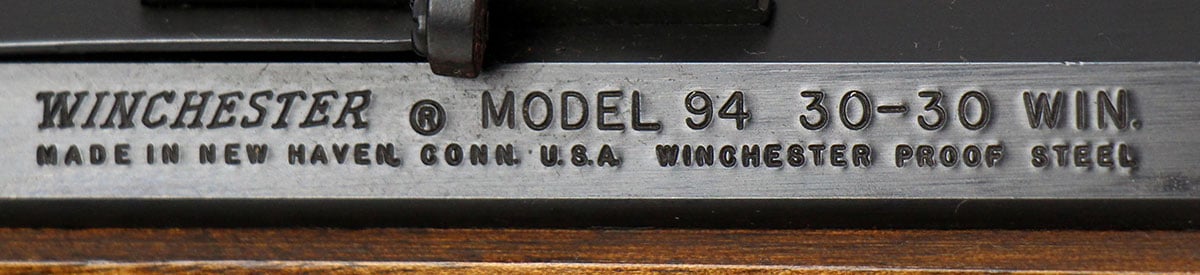 WINCHESTER ® MODEL 94 30-30 WIN.
MADE IN NEW HAVEN, CONN. U.S.A. WINCHESTER PROOF STEEL